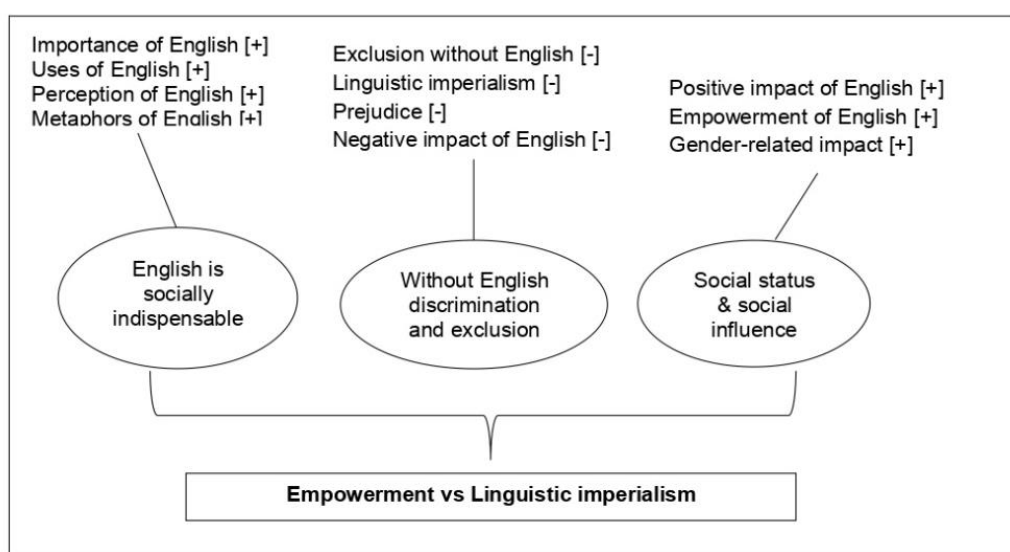 Importance of English [+]
Uses of English [+]
Perception of English [+]
Metaphors of English [+]
Exclusion without English [-]
Linguistic imperialism [-]
Prejudice [-]
Negative impact of English [-]
Positive impact of English [+]
Empowerment of English [+]
Gender-related impact [+]
English is
socially
indispensable
Without English
discrimination
and exclusion
Social status
& social
influence
Empowerment vs Linguistic imperialism